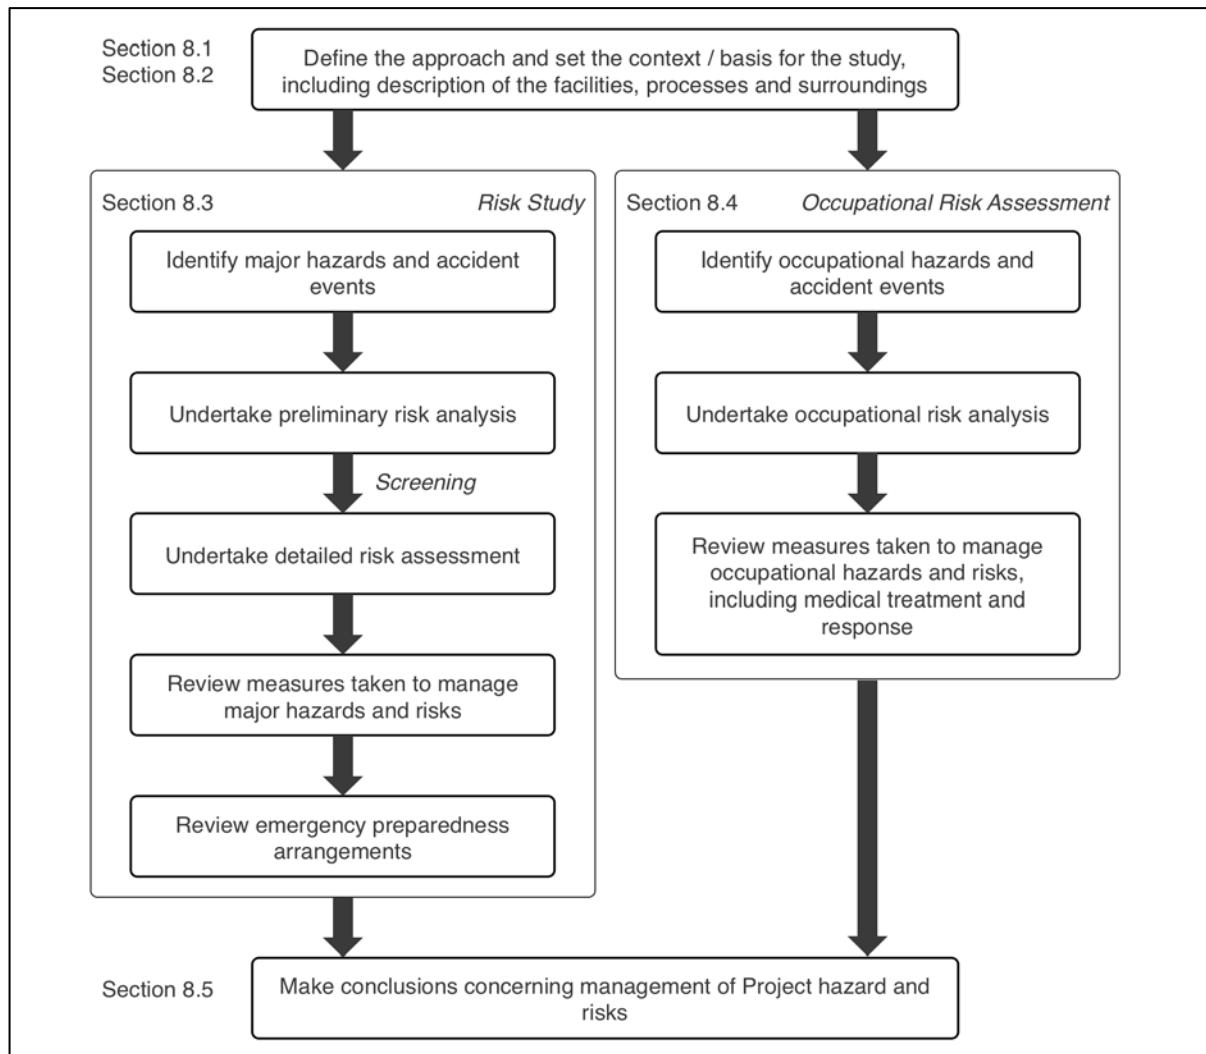 Section 8.1
Section 8.2
Define the approach and set the context / basis for the study,
including description of the facilities, processes and surroundings
Section 8.3
Risk Study
Identify major hazards and accident
events
Undertake preliminary risk analysis
Screening
Undertake detailed risk assessment
Review measures taken to manage
major hazards and risks
Review emergency preparedness
arrangements
Section 8.4
Occupational Risk Assessment
Identify occupational hazards and
accident events
Undertake occupational risk analysis
Review measures taken to manage
occupational hazards and risks,
including medical treatment and
response
Section 8.5
Make conclusions concerning management of Project hazard and
risks